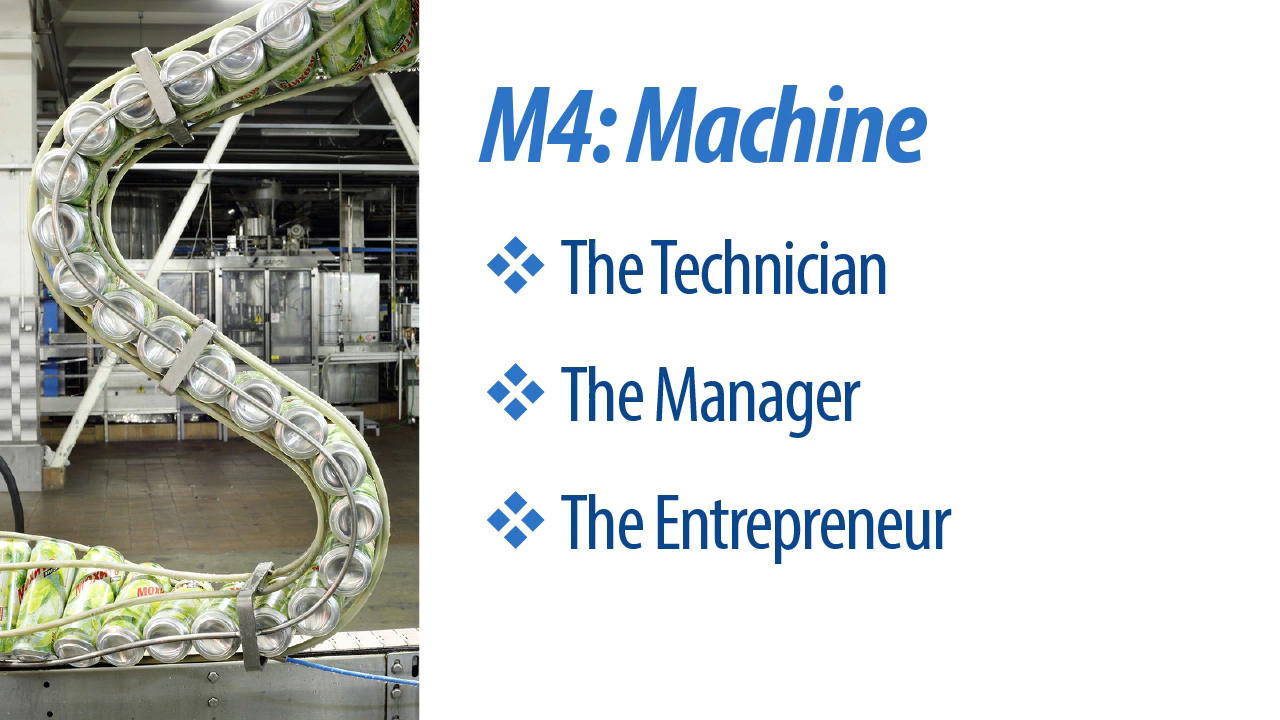 M4: Machine
The Technician
The Manager
The Entrepreneur